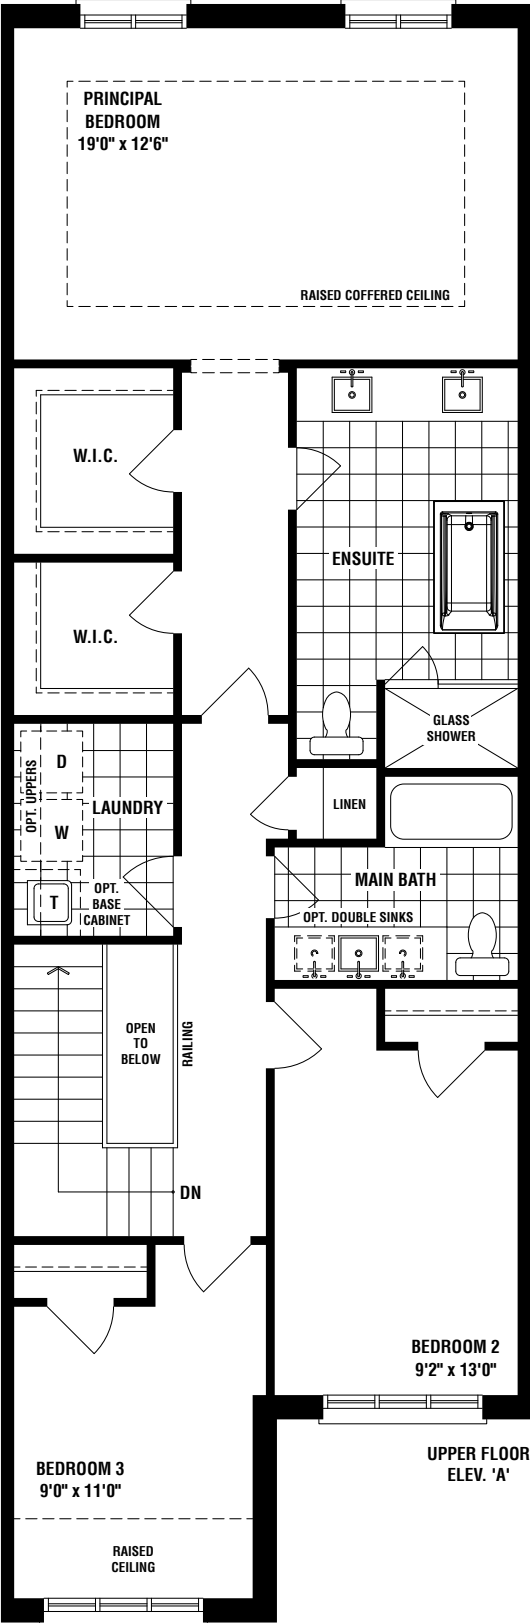 PRINCIPAL
BEDROOM
19'0" x 12'6"
RAISED COFFERED CEILING
W.I.C.
ENSUITE
W.I.C.
GLASS
SHOWER
D
OPT. UPPERS
LAUNDRY
W
LINEN
T
OPT.
BASE
CABINET
MAIN BATH
OPT. DOUBLE SINKS
OPEN
TO
BELOW
RAILING
DN
BEDROOM 2
9'2" x 13'0"
UPPER FLOOR
ELEV. 'A'
BEDROOM 3
9'0" x 11'0"
RAISED
CEILING